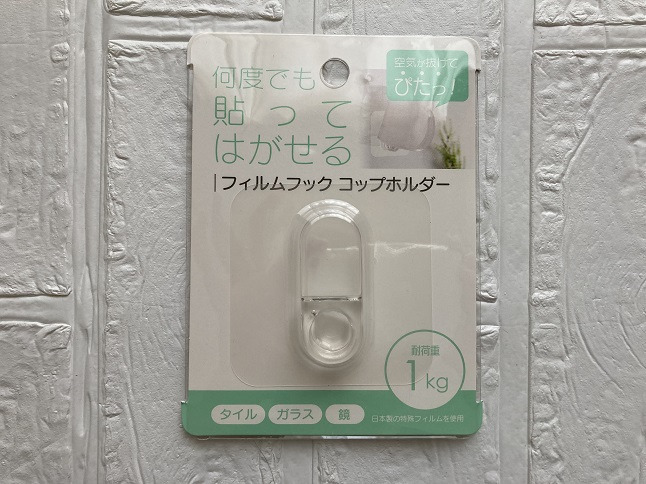 何度でも
貼って
はがせる
空気が抜けて
ぴたっ!
フィルムフック コップホルダー
耐荷重
1kg
タイル ガラス 鏡
日本製の特殊フィルムを使用